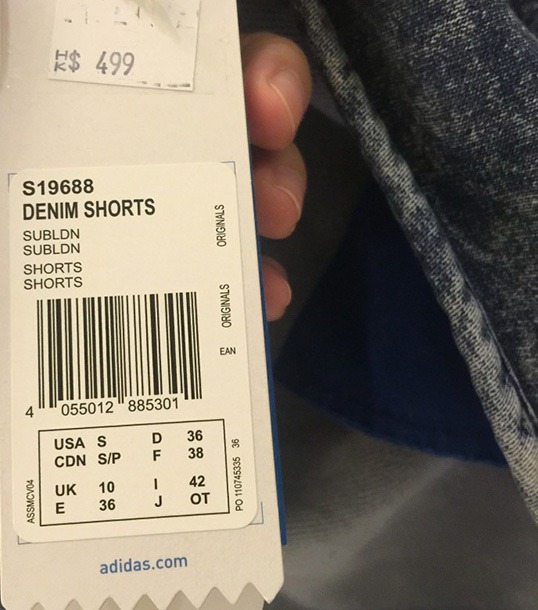 HK$ 499
S19688
DENIM SHORTS
SUBLDN
SUBLDN
SHORTS
SHORTS
ORIGINALS
ORIGINALS
EAN
4 055012 885301
USA S D 36
CDN S/P F 38
UK 10 I 42
E 36 J OT
ASSMCV04
PO 110745335 36
adidas.com